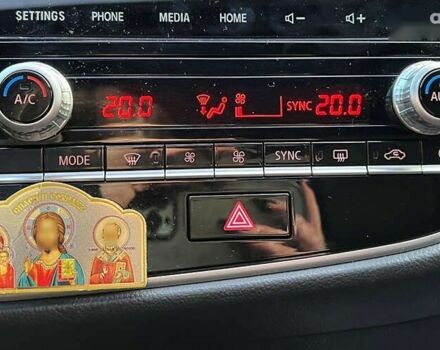 SETTINGS PHONE MEDIA HOME
A/C 20.0 SYNC 20.0
MODE SYNC